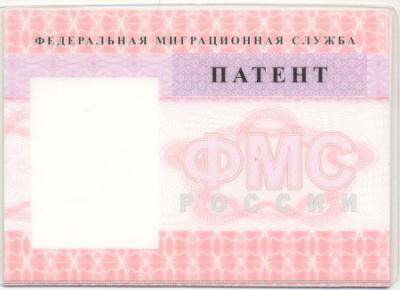 ФЕДЕРАЛЬНАЯ МИГРАЦИОННАЯ СЛУЖБА
ПАТЕНТ
ФМС
РОССИИ